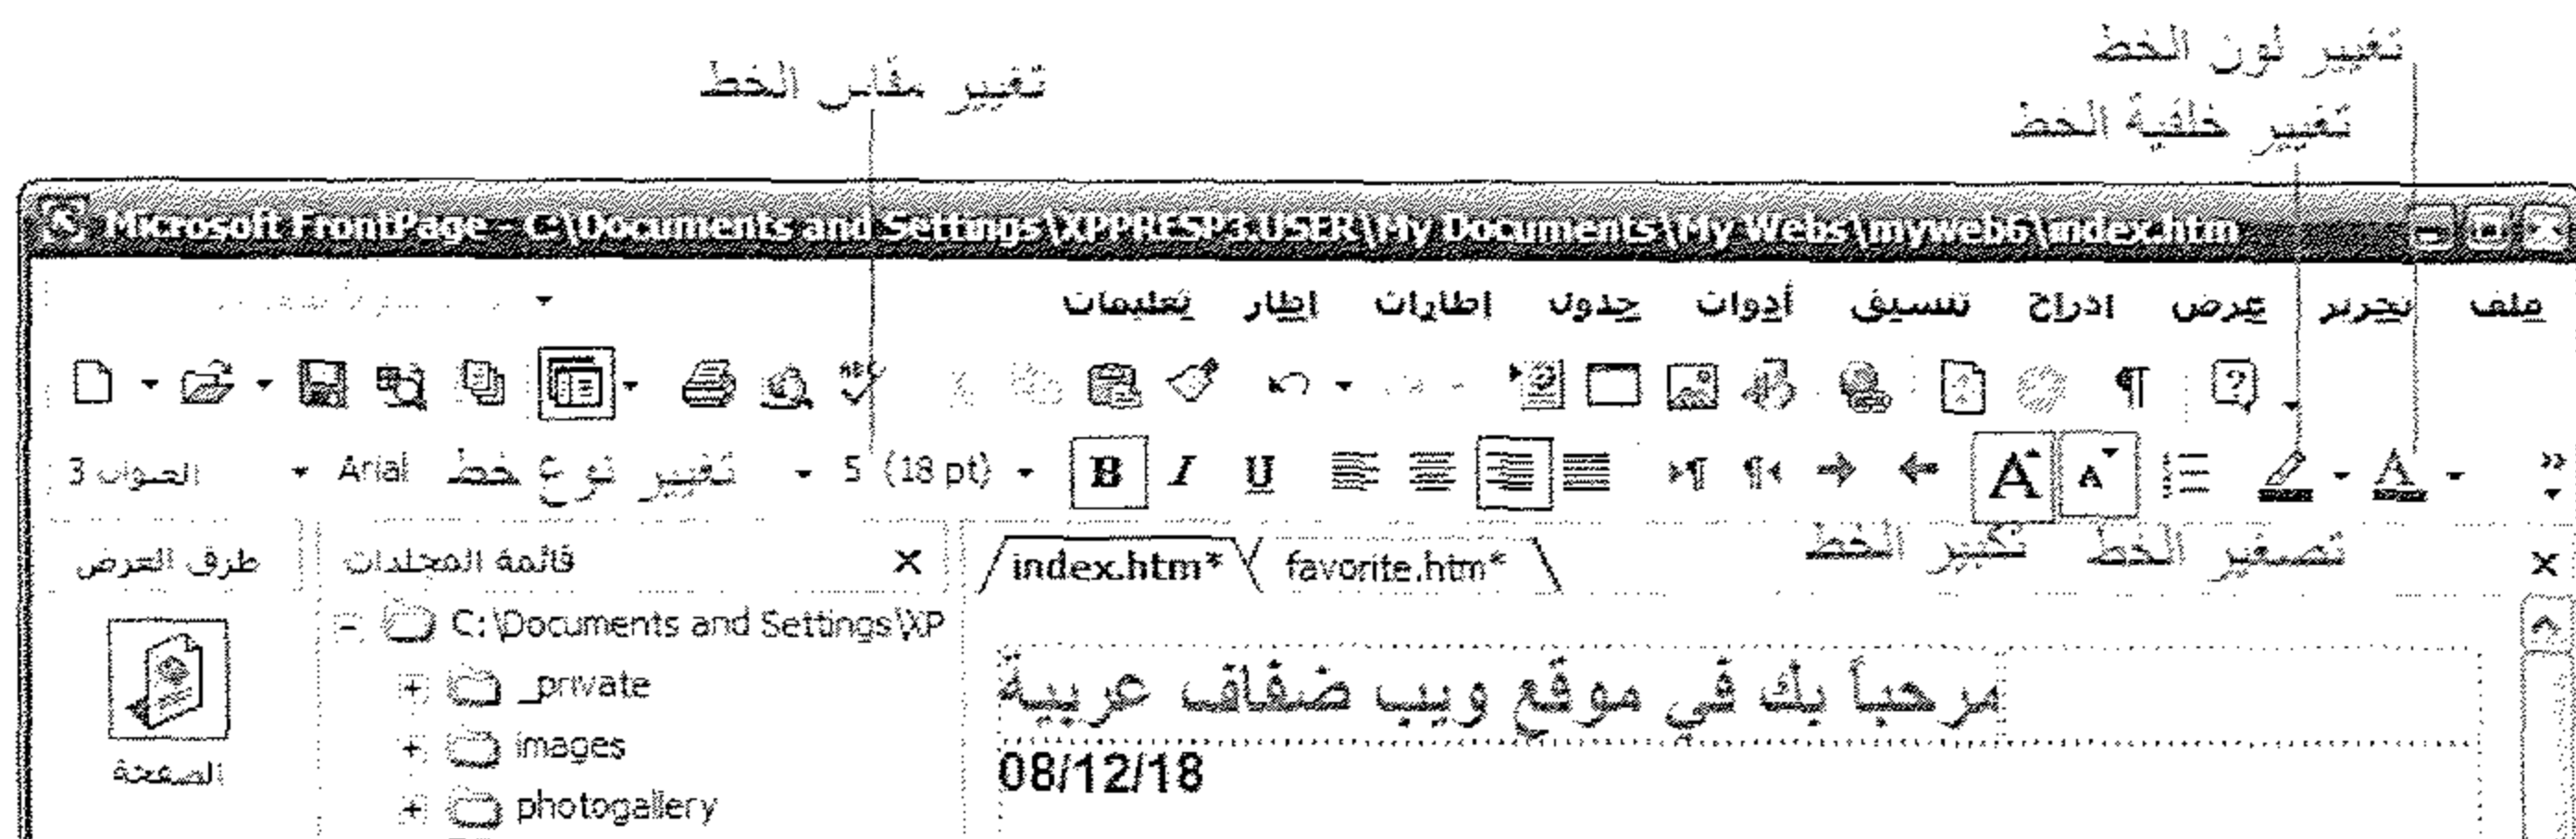 تغيير لون الخط
تغيير مقاس الخط
تغيير خلفية الخط
Microsoft FrontPage - C:\Documents and Settings\XPPRESP3.USER\My Documents\My Webs\myweb6\index.htm
ملف تحرير عرض ادراج تنسيق أدوات جدول إطارات إطار تعليمات
العنوان 3 Arial تغيير نوع خط 5 (18 pt) B I U A A A
تكبير الخط تصغير الخط
طرق العرض قائمة المجلدات index.htm* favorite.htm*
C:\Documents and Settings\XP
_private
مرحباً بك في موقع ويب ضفاف عربية
images
الصفحة 08/12/18
photogallery